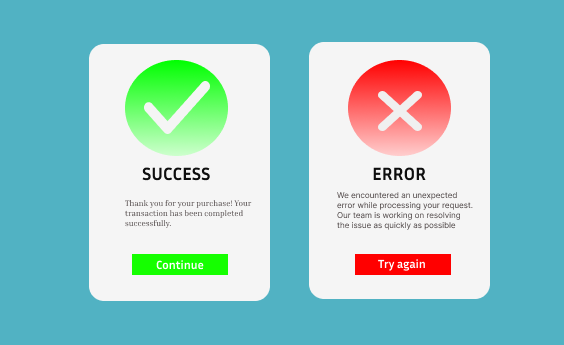 SUCCESS
Thank you for your purchase! Your
transaction has been completed
successfully.
Continue
ERROR
We encountered an unexpected
error while processing your request.
Our team is working on resolving
the issue as quickly as possible
Try again